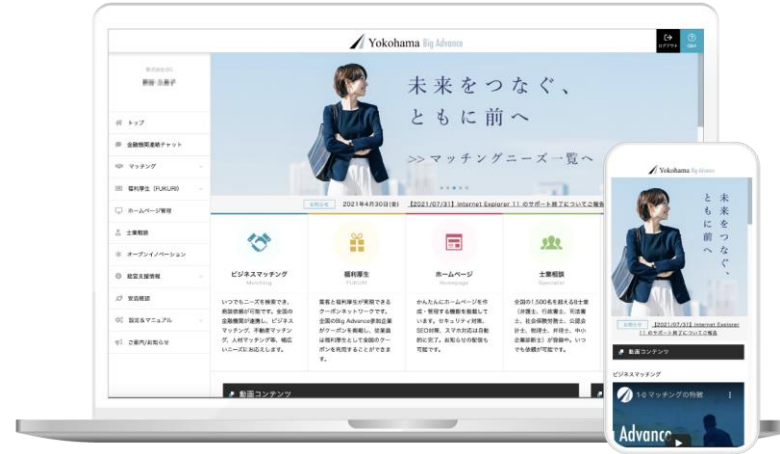 Yokohama Big Advance
ログアウト
Q&A
トップ
金融機関連絡チャット
マッチング
福利厚生（FUKURI）
ホームページ管理
士業相談
オープンイノベーション
経営支援情報
安否確認
設定&マニュアル
ご案内/お知らせ
未来をつなぐ、
ともに前へ
>>マッチングニーズ一覧へ
お知らせ 2021年4月30日(金) 【2021/07/31】Internet Explorer 11 のサポート終了についてご報告
ビジネスマッチング
Matching
いつでもニーズを検索でき、
商談依頼が可能です。全国の
金融機関が連携し、ビジネス
マッチング、不動産マッチン
グ、人材マッチング等、幅広
いニーズにお応えします。
福利厚生
FUKURI
集客と福利厚生が実現できる
クーポンネットワークです。
全国のBig Advance参加企業
がクーポンを掲載し、従業員
は福利厚生として全国のクー
ポンを利用することができま
す。
ホームページ
Homepage
かんたんにホームページを作
成・管理する機能を搭載して
います。セキュリティ対策、
SEO対策、スマホ対応は自動
的に完了。お知らせの配信も
可能です。
士業相談
Specialist
全国の1,500名を超える8士業
（弁護士、行政書士、司法書
士、社会保険労務士、公認会
計士、税理士、弁理士、中小
企業診断士）が登録中。いつ
でも依頼が可能です。
動画コンテンツ
Yokohama Big Advance
未来をつなぐ、
ともに前へ
お知らせ 【2021/07/31】Internet Explorer
11 のサポート終了についてご報告
動画コンテンツ
ビジネスマッチング
1-0 マッチングの特徴
Advance